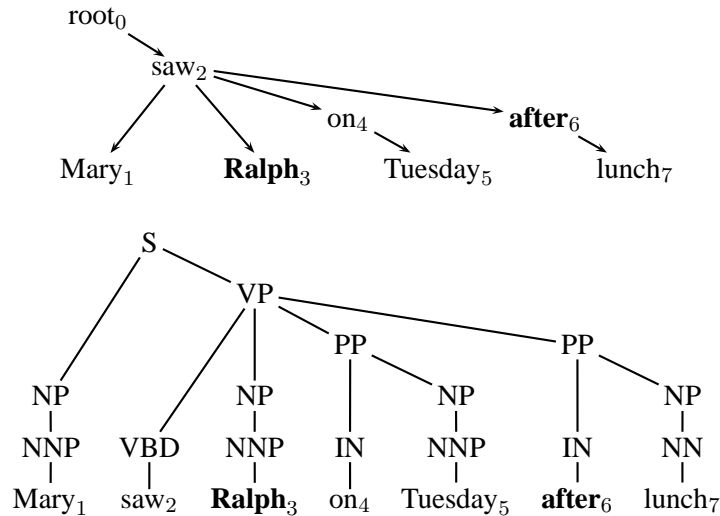 root₀
saw₂
on₄ after₆
Mary₁ Ralph₃ Tuesday₅ lunch₇
S
VP
PP PP
NP NP NP NP
NNP VBD NNP IN NNP IN NN
Mary₁ saw₂ Ralph₃ on₄ Tuesday₅ after₆ lunch₇